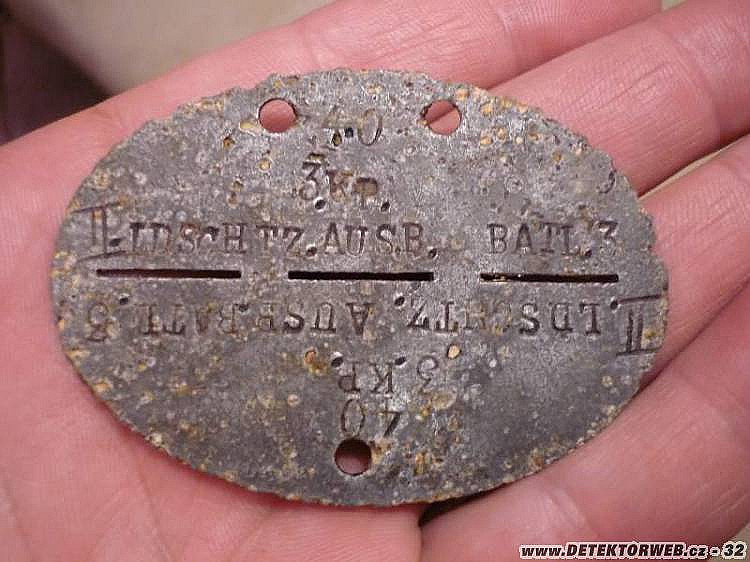 40
3 KP.
II.LDSCHTZ.AUSB. BATL.3
II.LDSCHTZ. AUSB.BATL.3
3.KP.
40
www.DETEKTORWEB.cz - 32